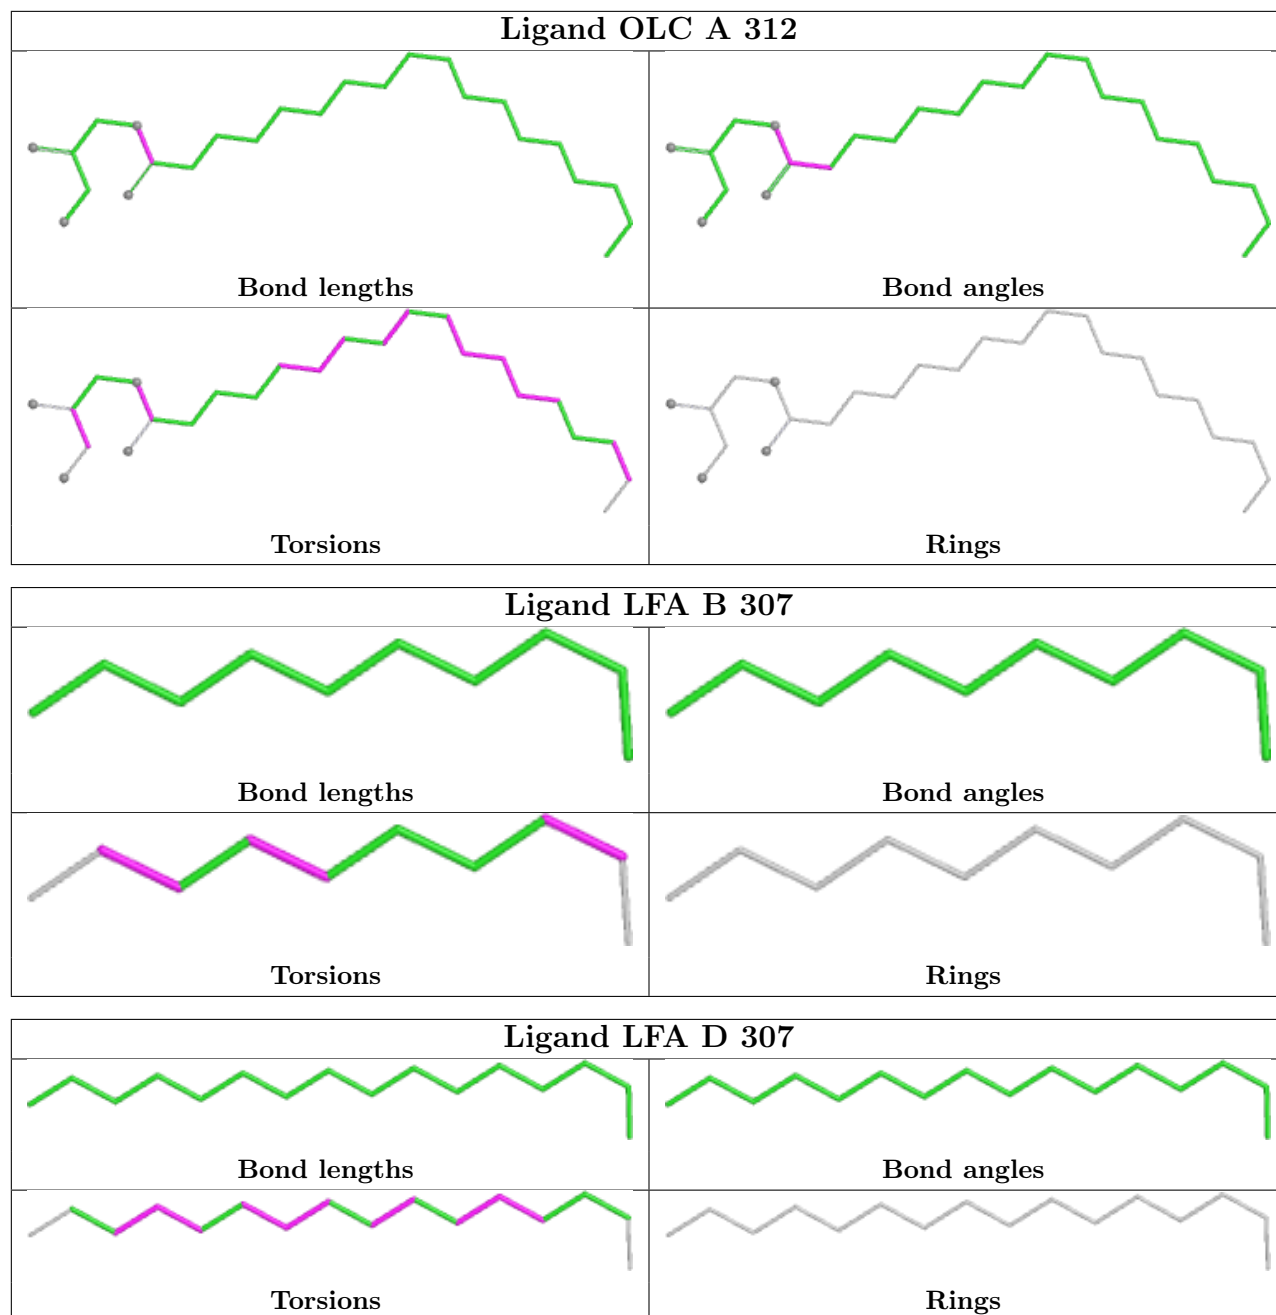 Ligand OLC A 312
Bond lengths
Bond angles
Torsions
Rings
Ligand LFA B 307
Bond lengths
Bond angles
Torsions
Rings
Ligand LFA D 307
Bond lengths
Bond angles
Torsions
Rings